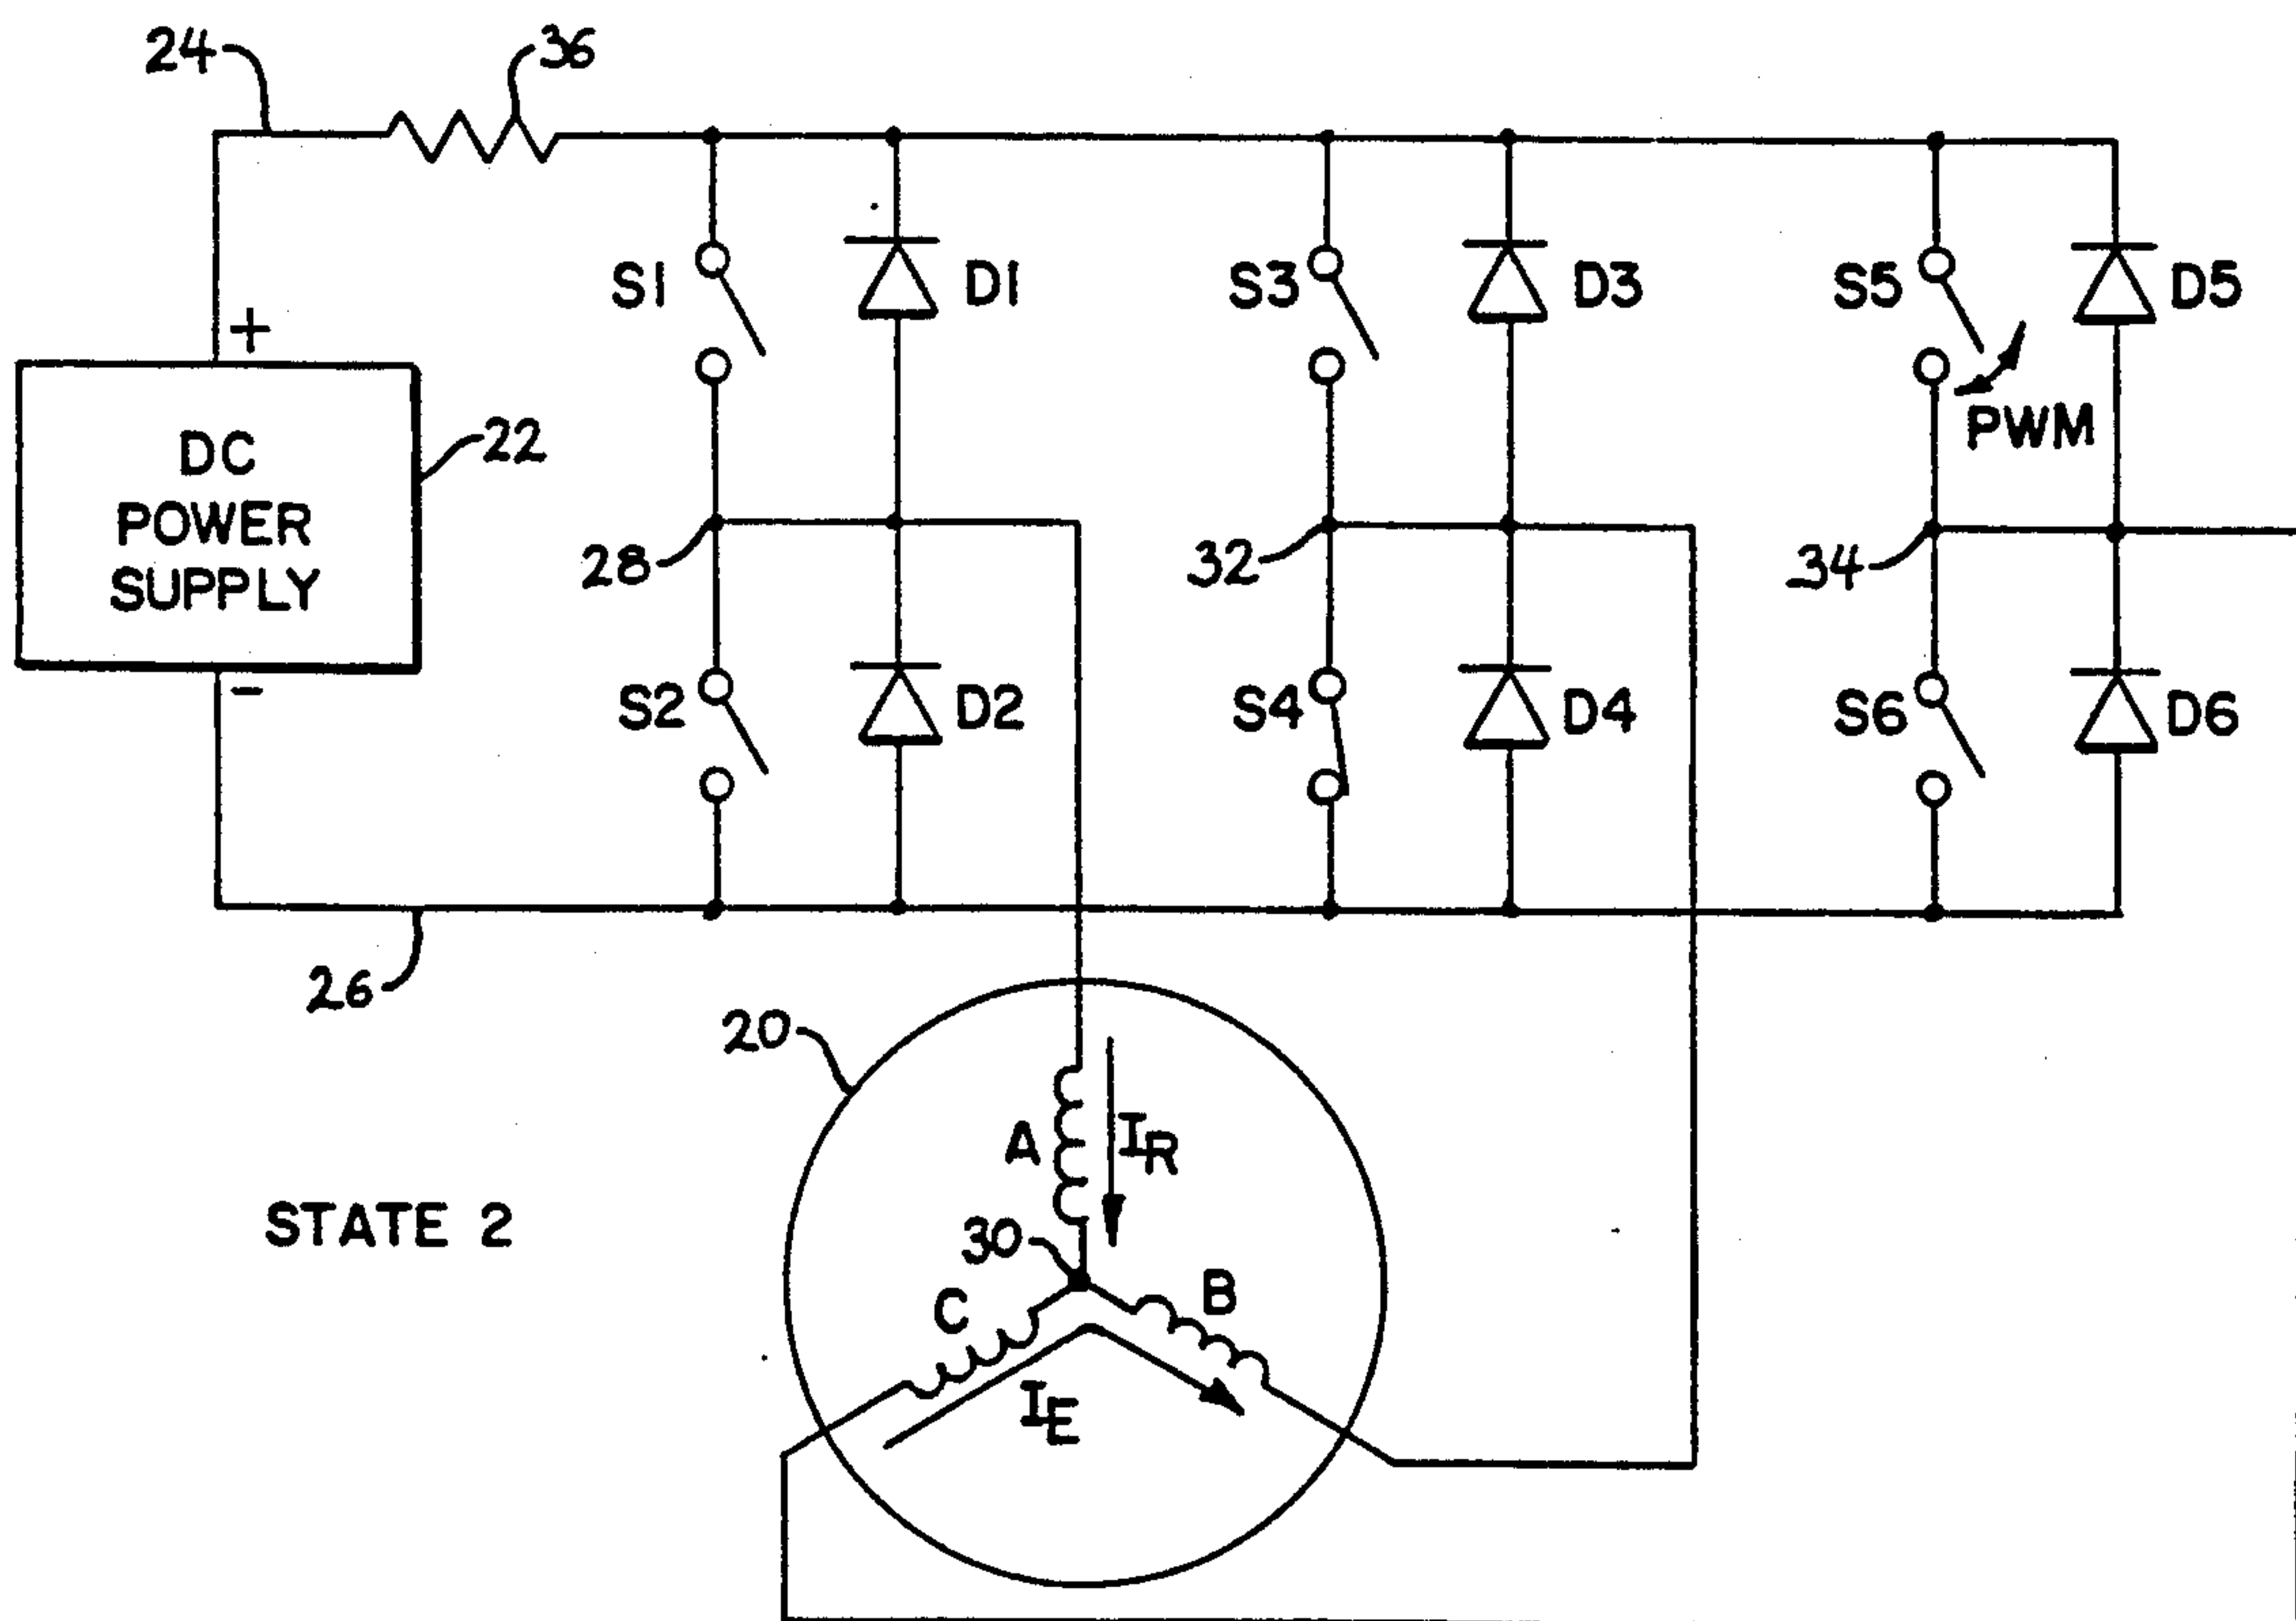 24
36
S1
D1
S3
D3
S5
D5
PWM
+
DC
POWER
SUPPLY
22
28
32
34
-
S2
D2
S4
D4
S6
D6
26
20
A
IR
STATE 2
30
C
B
IE